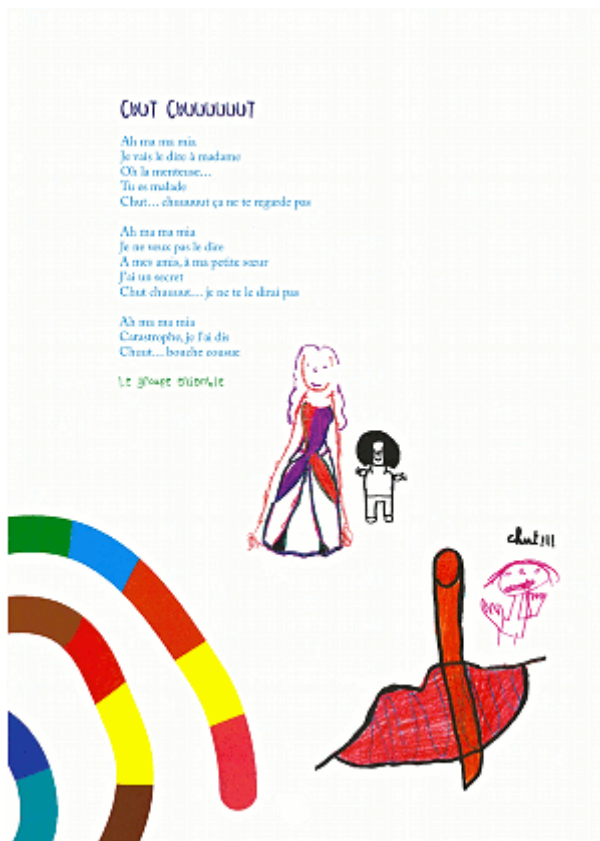 CHUT CHUUUUUUT
Ah ma ma mia
Je vais le dire à madame
Oh la menteuse...
Tu es malade
Chut... chuuuuut ça ne te regarde pas
Ah ma ma mia
Je ne veux pas le dire
A mes amis, à ma petite sœur
J'ai un secret
Chut chuuuut... je ne te le dirai pas
Ah ma ma mia
Catastrophe, je l'ai dis
Chuut... bouche cousue
Le groupe ensemble
chut!!!